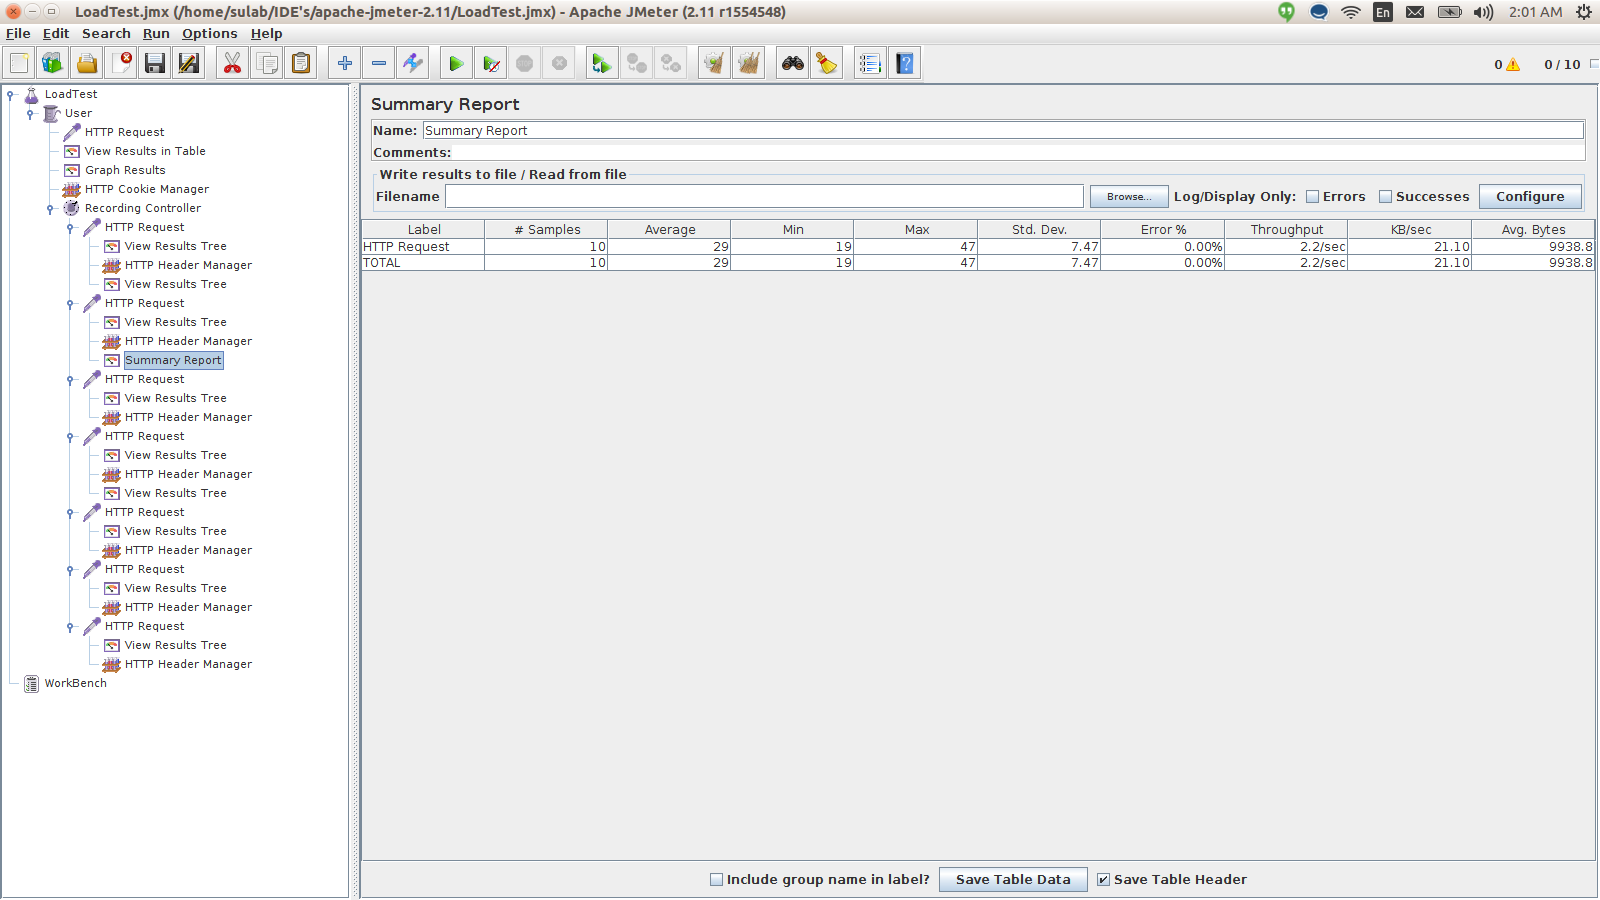 LoadTest.jmx (/home/sulab/IDE's/apache-jmeter-2.11/LoadTest.jmx) - Apache JMeter (2.11 r1554548)
En
2:01 AM
File Edit Search Run Options Help
0
0 / 10
LoadTest
User
HTTP Request
View Results in Table
Graph Results
HTTP Cookie Manager
Recording Controller
HTTP Request
View Results Tree
HTTP Header Manager
View Results Tree
HTTP Request
View Results Tree
HTTP Header Manager
Summary Report
HTTP Request
View Results Tree
HTTP Header Manager
HTTP Request
View Results Tree
HTTP Header Manager
View Results Tree
HTTP Request
View Results Tree
HTTP Header Manager
HTTP Request
View Results Tree
HTTP Header Manager
HTTP Request
View Results Tree
HTTP Header Manager
WorkBench
Summary Report
Name: Summary Report
Comments:
Write results to file / Read from file
Filename Browse... Log/Display Only: Errors Successes Configure
Label # Samples Average Min Max Std. Dev. Error % Throughput KB/sec Avg. Bytes
HTTP Request 10 29 19 47 7.47 0.00% 2.2/sec 21.10 9938.8
TOTAL 10 29 19 47 7.47 0.00% 2.2/sec 21.10 9938.8
Include group name in label? Save Table Data Save Table Header